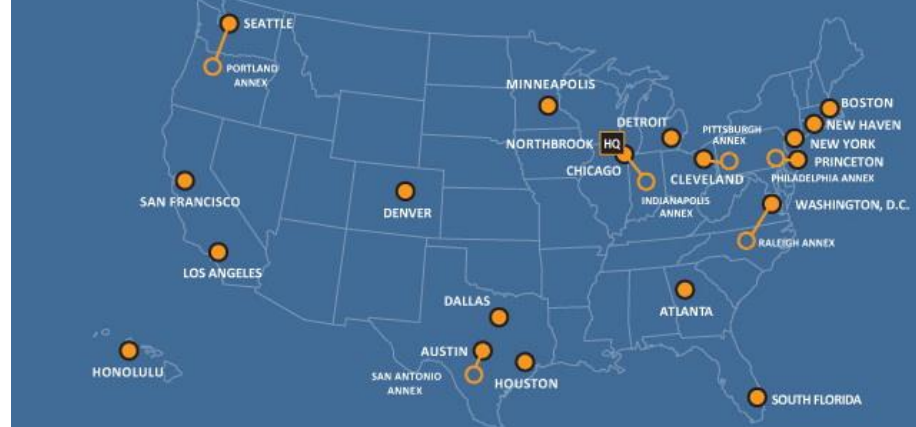 SEATTLE
PORTLAND
ANNEX
MINNEAPOLIS
DETROIT
PITTSBURGH
ANNEX
BOSTON
NEW HAVEN
NORTHBROOK
HQ
NEW YORK
CHICAGO
CLEVELAND
PRINCETON
PHILADELPHIA ANNEX
SAN FRANCISCO
DENVER
INDIANAPOLIS
ANNEX
WASHINGTON, D.C.
RALEIGH ANNEX
LOS ANGELES
DALLAS
ATLANTA
HONOLULU
AUSTIN
SAN ANTONIO
ANNEX
HOUSTON
SOUTH FLORIDA